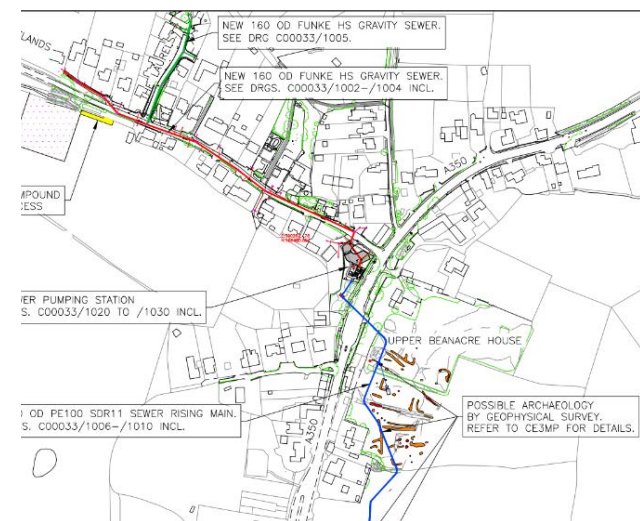 NEW 160 OD FUNKE HS GRAVITY SEWER.
SEE DRG C00033/1005.
TLANDS
LAURELS
NEW 160 OD FUNKE HS GRAVITY SEWER.
SEE DRGS. C00033/1002-/1004 INCL.
A350
MPOUND
CESS
ER PUMPING STATION
S. C00033/1020 TO /1030 INCL.
UPPER BEANACRE HOUSE
OD PE100 SDR11 SEWER RISING MAIN.
S. C00033/1006-/1010 INCL.
POSSIBLE ARCHAEOLOGY
BY GEOPHYSICAL SURVEY.
REFER TO CE3MP FOR DETAILS.
A350